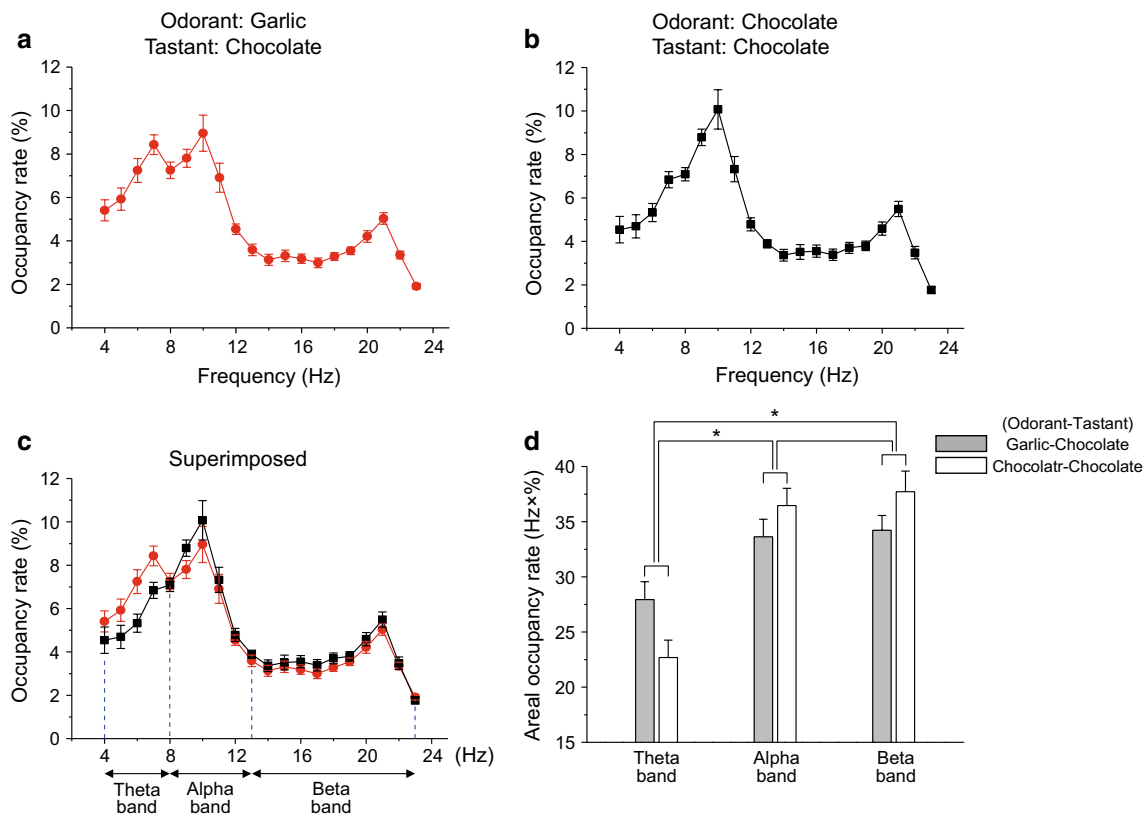 a
Odorant: Garlic
Tastant: Chocolate
Occupancy rate (%)
12
10
8
6
4
2
0
4 8 12 16 20 24
Frequency (Hz)
b
Odorant: Chocolate
Tastant: Chocolate
Occupancy rate (%)
12
10
8
6
4
2
0
4 8 12 16 20 24
Frequency (Hz)
c
Superimposed
Occupancy rate (%)
12
10
8
6
4
2
0
4 8 12 16 20 24 (Hz)
Theta Alpha Beta
band band band
d
* *
(Odorant-Tastant)
Garlic-Chocolate
Chocolatr-Chocolate
Areal occupancy rate (Hz×%)
40
35
30
25
22
15
Theta Alpha Beta
band band band